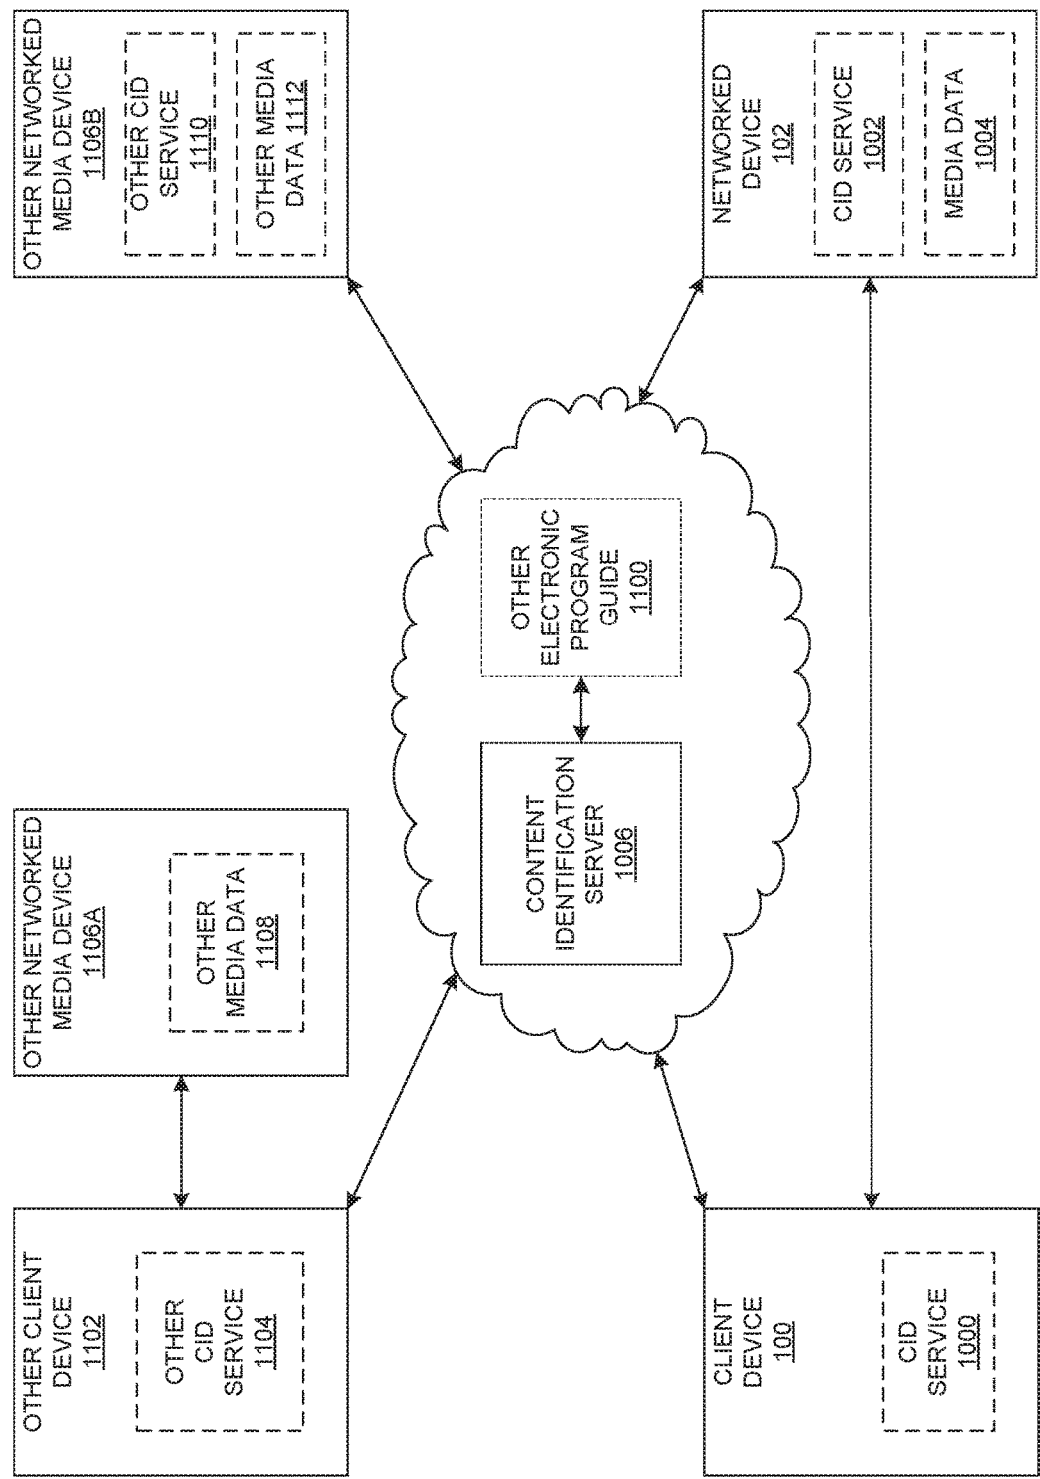 OTHER CLIENT
DEVICE
1102
OTHER
CID
SERVICE
1104
OTHER NETWORKED
MEDIA DEVICE
1106A
OTHER
MEDIA DATA
1108
OTHER NETWORKED
MEDIA DEVICE
1106B
OTHER CID
SERVICE
1110
OTHER MEDIA
DATA 1112
CONTENT
IDENTIFICATION
SERVER
1006
OTHER
ELECTRONIC
PROGRAM
GUIDE
1100
CLIENT
DEVICE
100
CID
SERVICE
1000
NETWORKED
DEVICE
102
CID SERVICE
1002
MEDIA DATA
1004